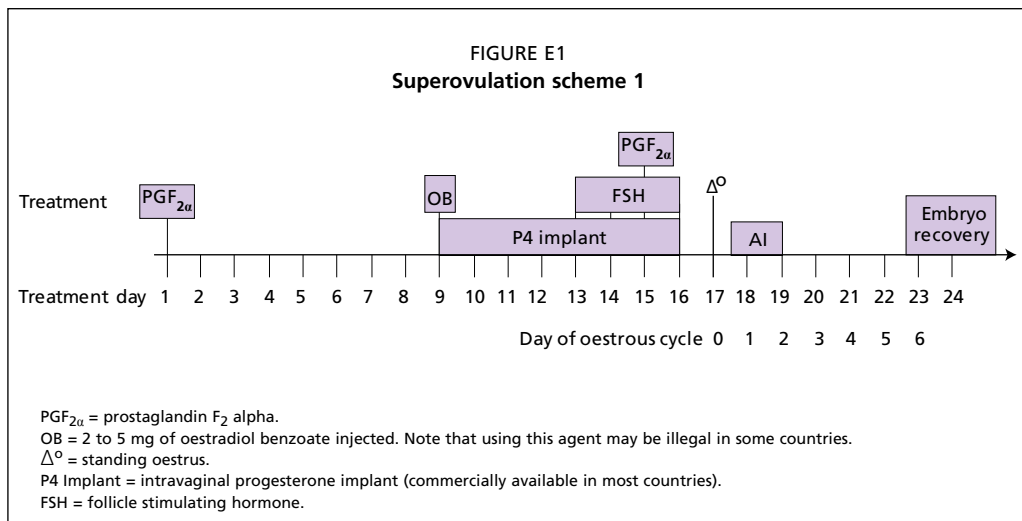 FIGURE E1
Superovulation scheme 1
PGF2α
Δo
Treatment
PGF2α
OB
FSH
Embryo
recovery
P4 implant
AI
Treatment day 1 2 3 4 5 6 7 8 9 10 11 12 13 14 15 16 17 18 19 20 21 22 23 24
Day of oestrous cycle 0 1 2 3 4 5 6
PGF2α = prostaglandin F2 alpha.
OB = 2 to 5 mg of oestradiol benzoate injected. Note that using this agent may be illegal in some countries.
Δo = standing oestrus.
P4 Implant = intravaginal progesterone implant (commercially available in most countries).
FSH = follicle stimulating hormone.